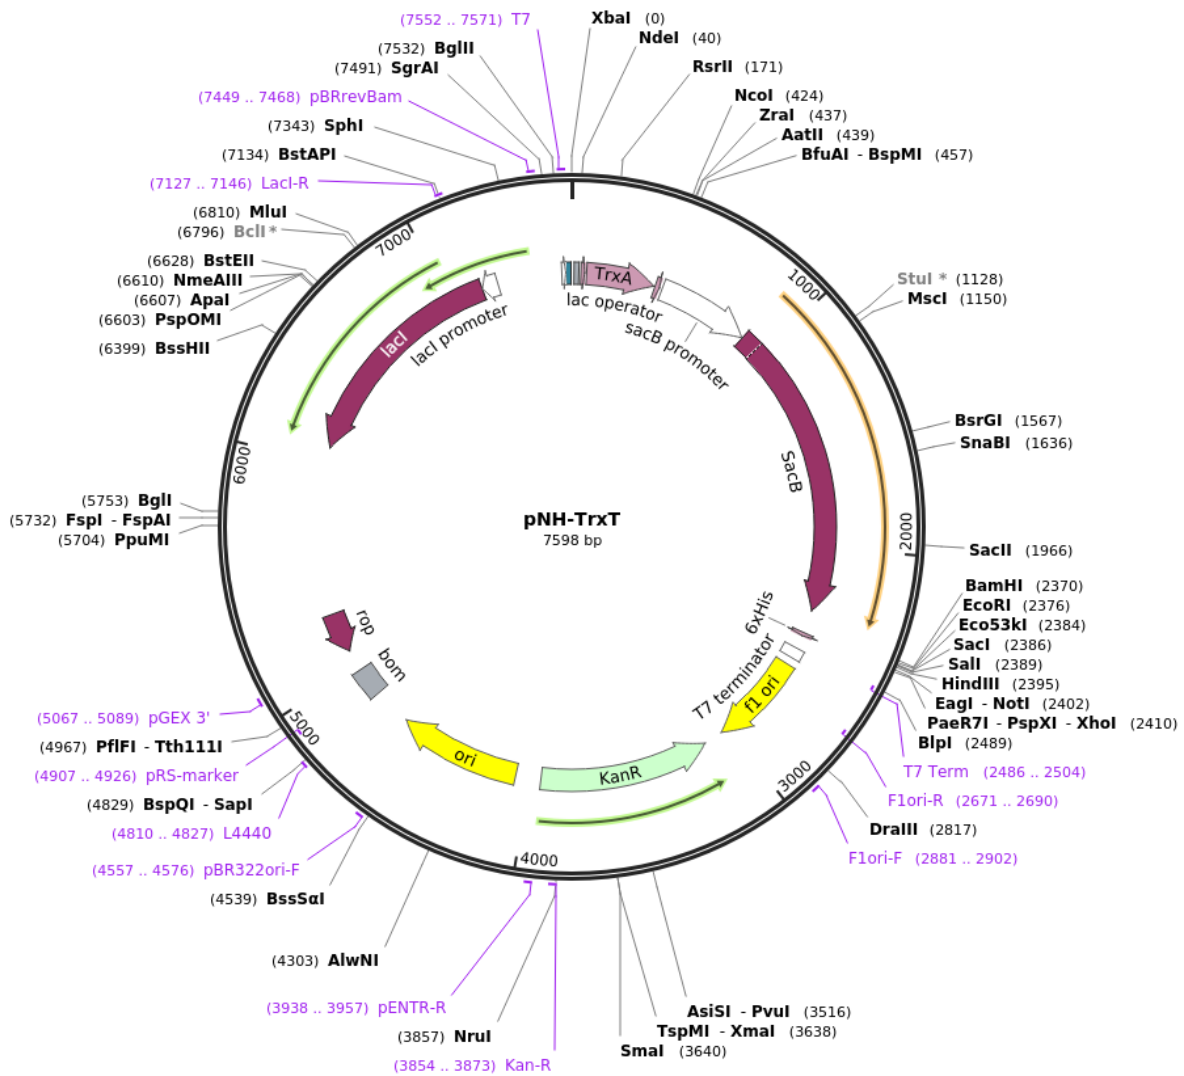 (7552 .. 7571) T7
XbaI (0)
NdeI (40)
(7532) BglII
(7491) SgrAI
RsrII (171)
(7449 .. 7468) pBRrevBam
NcoI (424)
ZraI (437)
(7343) SphI
AatII (439)
(7134) BstAPI
BfuAI - BspMI (457)
(7127 .. 7146) LacI-R
(6810) MluI
(6796) BclI *
(6628) BstEII
(6610) NmeAIII
(6607) ApaI
(6603) PspOMI
(6399) BssHII
StuI * (1128)
MscI (1150)
7000
1000
TrxA
lac operator
sacB promoter
lacI
lacI promoter
BsrGI (1567)
SnaBI (1636)
6000
SacB
(5753) BglI
(5732) FspI - FspAI
(5704) PpuMI
pNH-TrxT
7598 bp
2000
SacII (1966)
BamHI (2370)
EcoRI (2376)
Eco53kI (2384)
SacI (2386)
SalI (2389)
HindIII (2395)
EagI - NotI (2402)
PaeR7I - PspXI - XhoI (2410)
BlpI (2489)
6xHis
T7 terminator
f1 ori
rop
bom
T7 Term (2486 .. 2504)
F1ori-R (2671 .. 2690)
DraIII (2817)
F1ori-F (2881 .. 2902)
(5067 .. 5089) pGEX 3'
5000
(4967) PflFI - Tth111I
(4907 .. 4926) pRS-marker
(4829) BspQI - SapI
(4810 .. 4827) L4440
ori
KanR
3000
4000
(4557 .. 4576) pBR322ori-F
(4539) BssSαI
(4303) AlwNI
(3938 .. 3957) pENTR-R
(3857) NruI
(3854 .. 3873) Kan-R
AsiSI - PvuI (3516)
TspMI - XmaI (3638)
SmaI (3640)